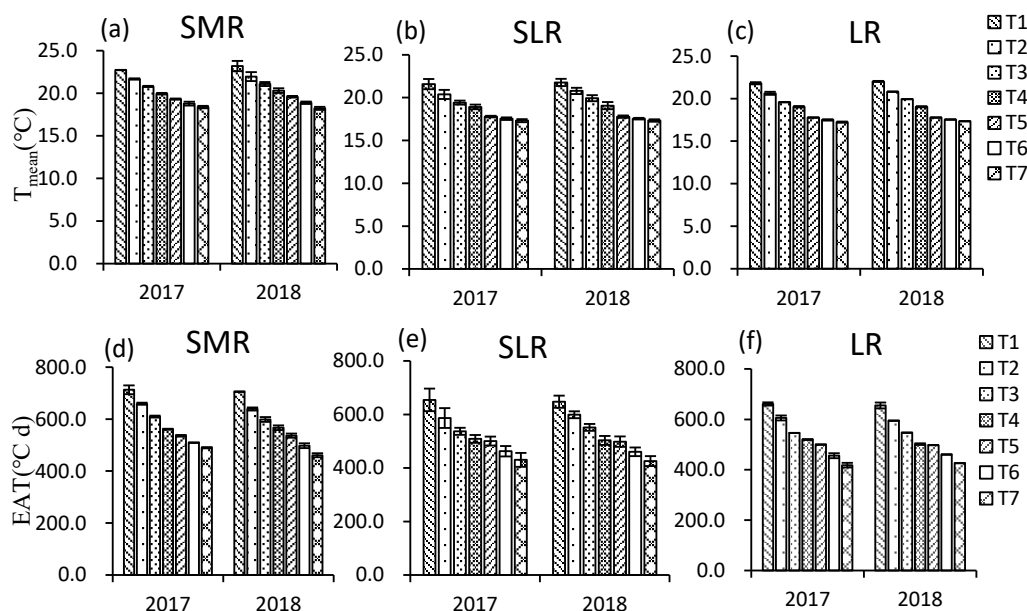 (a) SMR
25.0
20.0
15.0
10.0
5.0
0.0
Tmean(℃)
2017 2018
(b) SLR
25.0
20.0
15.0
10.0
5.0
0.0
2017 2018
(c) LR
25.0
20.0
15.0
10.0
5.0
0.0
2017 2018
T1
T2
T3
T4
T5
T6
T7
(d) SMR
800.0
600.0
400.0
200.0
0.0
EAT(℃ d)
2017 2018
(e) SLR
800.0
600.0
400.0
200.0
0.0
2017 2018
(f) LR
800.0
600.0
400.0
200.0
0.0
2017 2018
T1
T2
T3
T4
T5
T6
T7